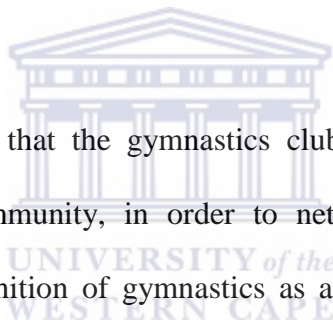 that the gymnastics club
mmunity, in order to net
UNIVERSITY of the
nition of gymnastics as a
WESTERN CAPE